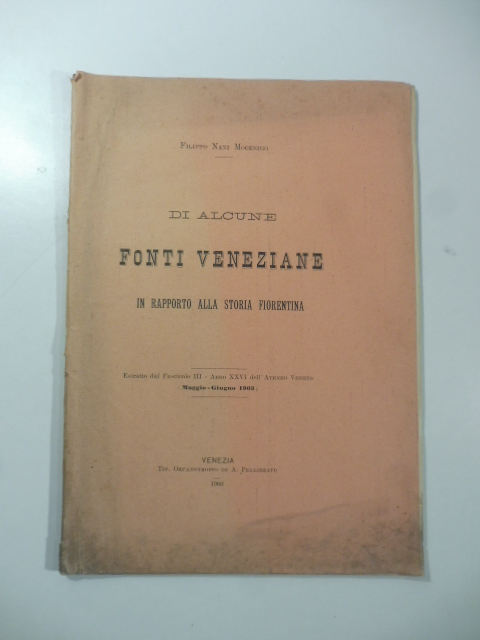 Filippo Nani Mocenigo
DI ALCUNE
FONTI VENEZIANE
IN RAPPORTO ALLA STORIA FIORENTINA
Estratto dal Fascicolo III - Anno XXVI dell' Ateneo Veneto
(Maggio-Giugno 1903)
VENEZIA
Tip. Orfanotrofio di A. Pellizzato
1903